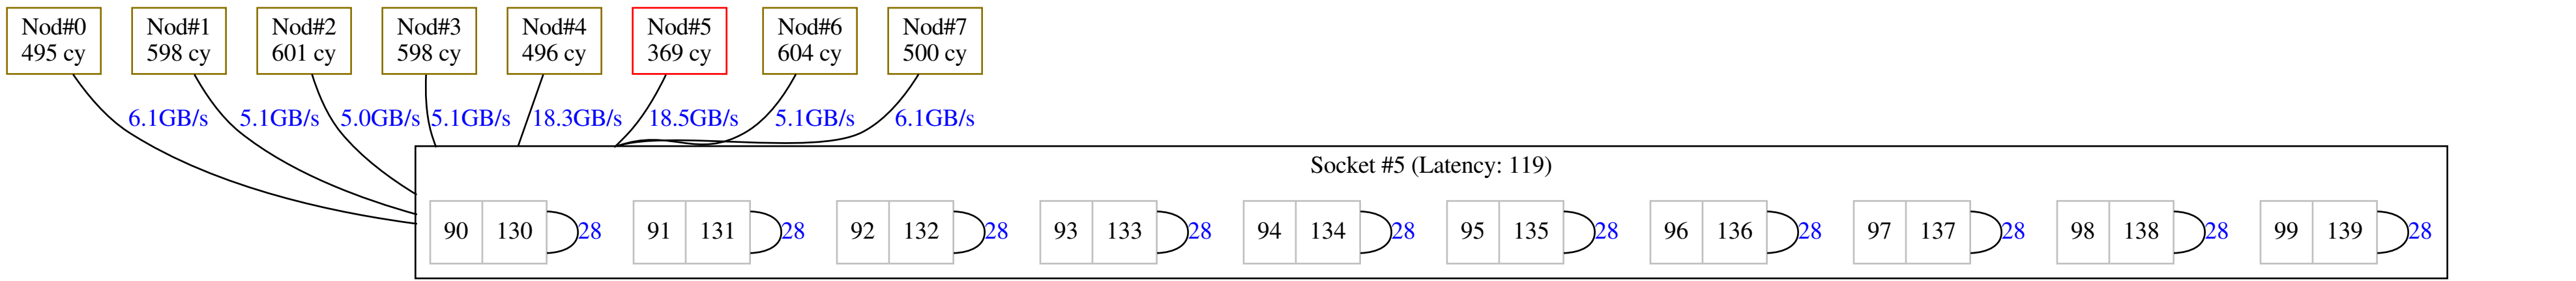 Nod#0
495 cy
Nod#1
598 cy
Nod#2
601 cy
Nod#3
598 cy
Nod#4
496 cy
Nod#5
369 cy
Nod#6
604 cy
Nod#7
500 cy
6.1GB/s
5.1GB/s
5.0GB/s
5.1GB/s
18.3GB/s
18.5GB/s
5.1GB/s
6.1GB/s
Socket #5 (Latency: 119)
90 130 28
91 131 28
92 132 28
93 133 28
94 134 28
95 135 28
96 136 28
97 137 28
98 138 28
99 139 28